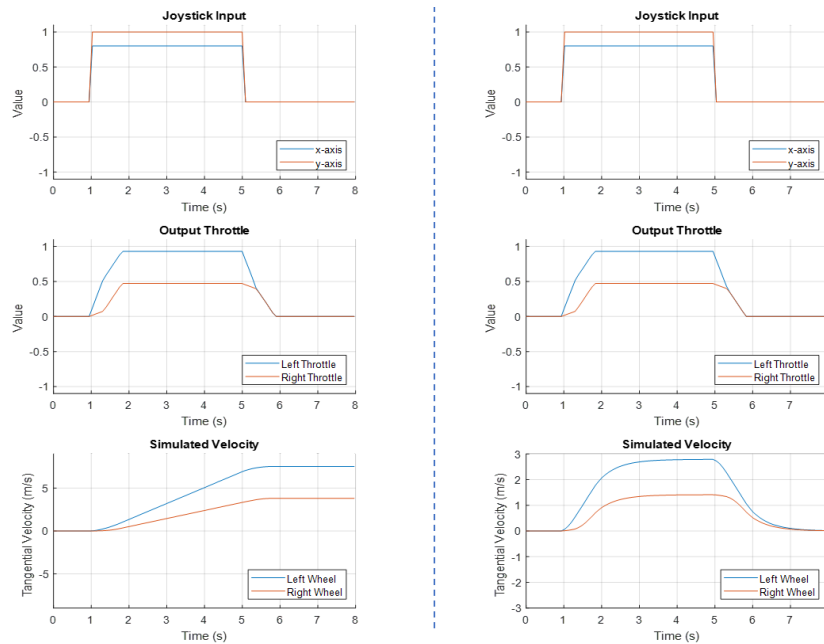 Joystick Input
1
0.5
0
-0.5
-1
Value
x-axis
y-axis
0 1 2 3 4 5 6 7 8
Time (s)
Output Throttle
1
0.5
0
-0.5
-1
Value
Left Throttle
Right Throttle
0 1 2 3 4 5 6 7 8
Time (s)
Simulated Velocity
5
0
-5
Tangential Velocity (m/s)
Left Wheel
Right Wheel
0 1 2 3 4 5 6 7 8
Time (s)
Joystick Input
1
0.5
0
-0.5
-1
Value
x-axis
y-axis
0 1 2 3 4 5 6 7
Time (s)
Output Throttle
1
0.5
0
-0.5
-1
Value
Left Throttle
Right Throttle
0 1 2 3 4 5 6 7
Time (s)
Simulated Velocity
3
2
1
0
-1
-2
-3
Tangential Velocity (m/s)
Left Wheel
Right Wheel
0 1 2 3 4 5 6 7
Time (s)